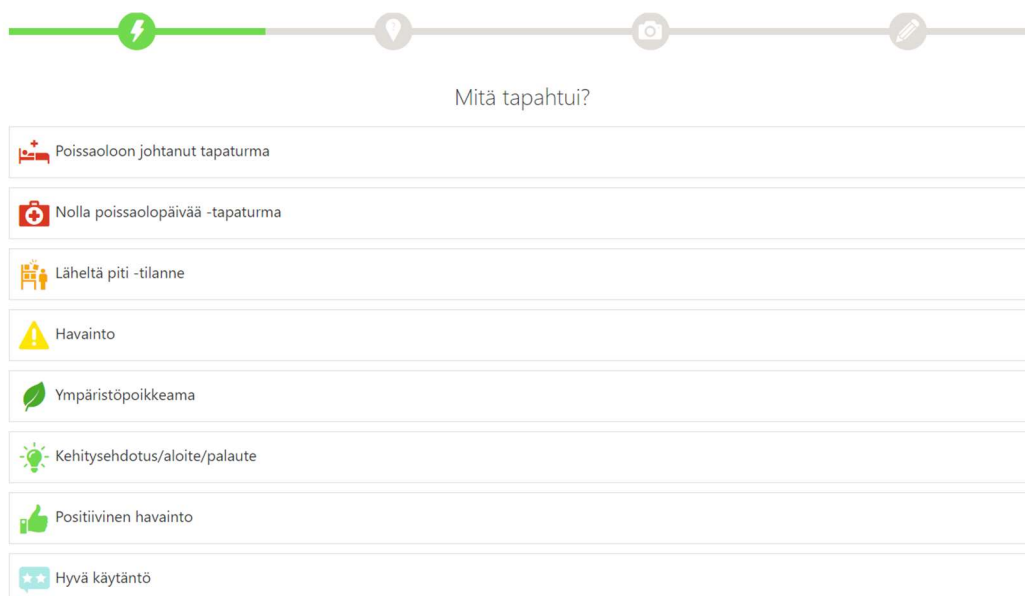 Mitä tapahtui?
Poissaoloon johtanut tapaturma
Nolla poissaolopäivää -tapaturma
Läheltä piti -tilanne
Havainto
Ympäristöpoikkeama
Kehitysehdotus/aloite/palaute
Positiivinen havainto
Hyvä käytäntö